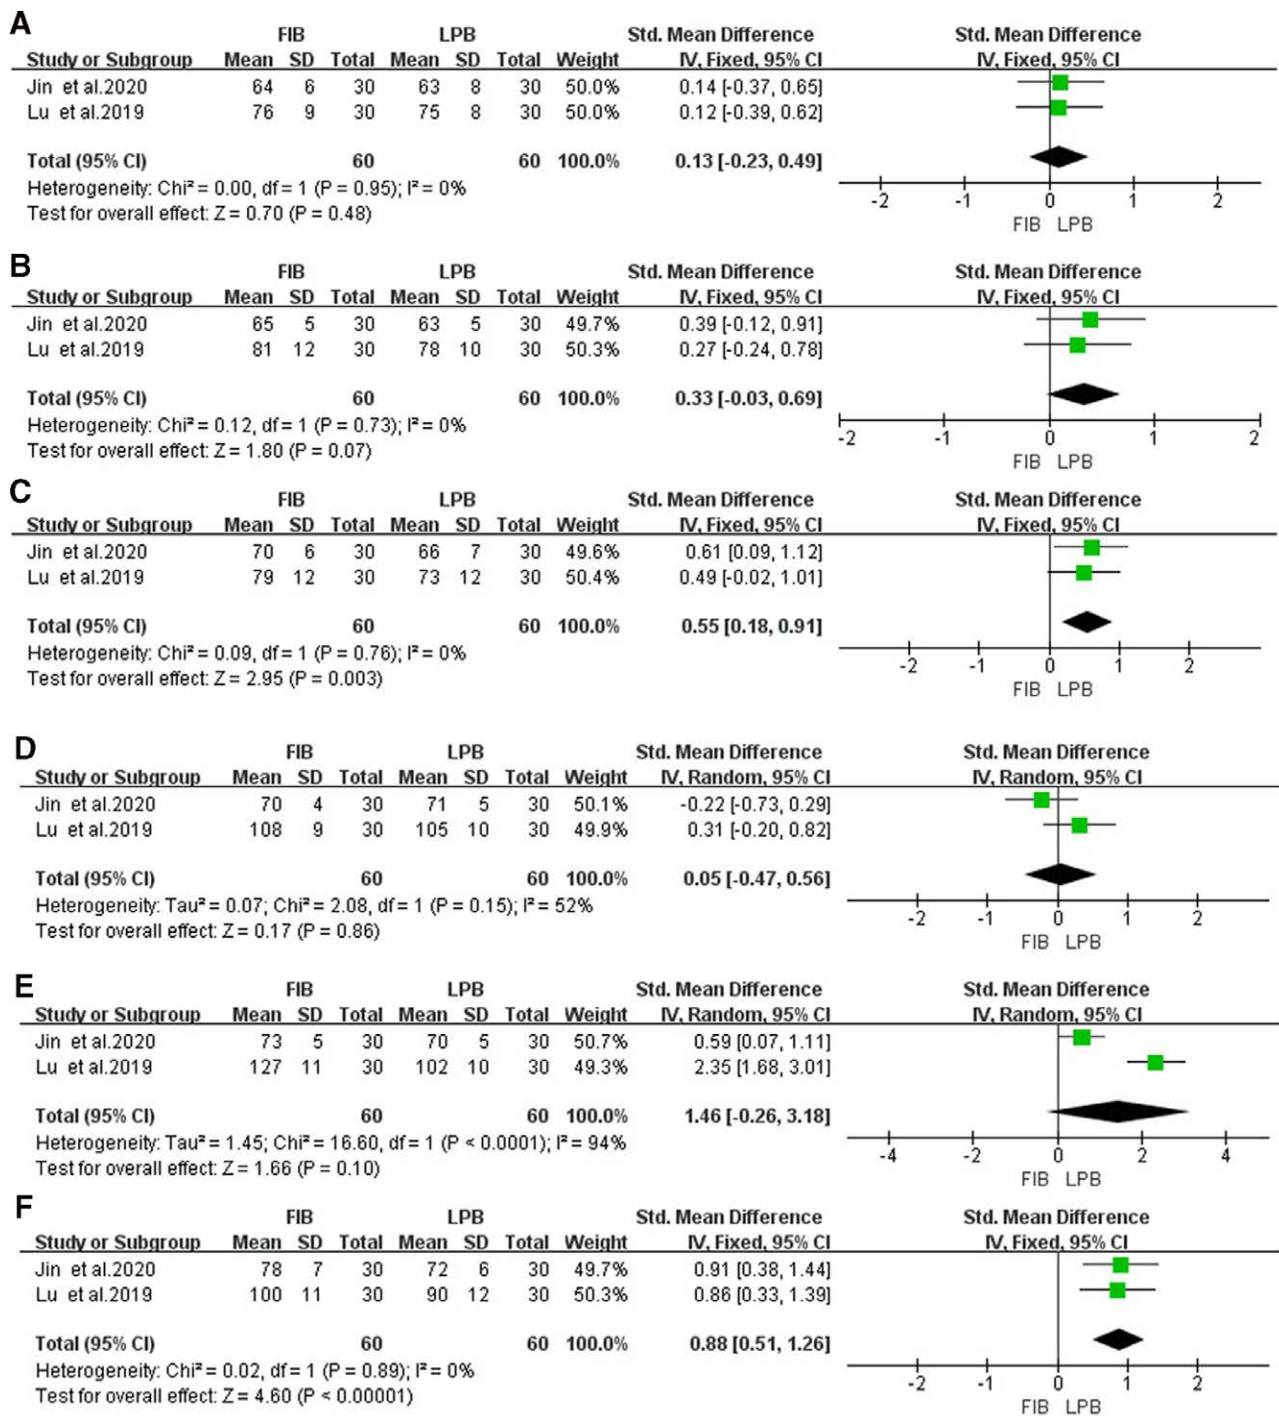 A
FIB LPB Std. Mean Difference Std. Mean Difference
Study or Subgroup Mean SD Total Mean SD Total Weight IV, Fixed, 95% CI IV, Fixed, 95% CI
Jin et al.2020 64 6 30 63 8 30 50.0% 0.14 [-0.37, 0.65]
Lu et al.2019 76 9 30 75 8 30 50.0% 0.12 [-0.39, 0.62]
Total (95% CI) 60 60 100.0% 0.13 [-0.23, 0.49]
Heterogeneity: Chi² = 0.00, df = 1 (P = 0.95); I² = 0%
Test for overall effect: Z = 0.70 (P = 0.48)
-2 -1 0 1 2
FIB LPB
B
FIB LPB Std. Mean Difference Std. Mean Difference
Study or Subgroup Mean SD Total Mean SD Total Weight IV, Fixed, 95% CI IV, Fixed, 95% CI
Jin et al.2020 65 5 30 63 5 30 49.7% 0.39 [-0.12, 0.91]
Lu et al.2019 81 12 30 78 10 30 50.3% 0.27 [-0.24, 0.78]
Total (95% CI) 60 60 100.0% 0.33 [-0.03, 0.69]
Heterogeneity: Chi² = 0.12, df = 1 (P = 0.73); I² = 0%
Test for overall effect: Z = 1.80 (P = 0.07)
-2 -1 0 1 2
FIB LPB
C
FIB LPB Std. Mean Difference Std. Mean Difference
Study or Subgroup Mean SD Total Mean SD Total Weight IV, Fixed, 95% CI IV, Fixed, 95% CI
Jin et al.2020 70 6 30 66 7 30 49.6% 0.61 [0.09, 1.12]
Lu et al.2019 79 12 30 73 12 30 50.4% 0.49 [-0.02, 1.01]
Total (95% CI) 60 60 100.0% 0.55 [0.18, 0.91]
Heterogeneity: Chi² = 0.09, df = 1 (P = 0.76); I² = 0%
Test for overall effect: Z = 2.95 (P = 0.003)
-2 -1 0 1 2
FIB LPB
D
FIB LPB Std. Mean Difference Std. Mean Difference
Study or Subgroup Mean SD Total Mean SD Total Weight IV, Random, 95% CI IV, Random, 95% CI
Jin et al.2020 70 4 30 71 5 30 50.1% -0.22 [-0.73, 0.29]
Lu et al.2019 108 9 30 105 10 30 49.9% 0.31 [-0.20, 0.82]
Total (95% CI) 60 60 100.0% 0.05 [-0.47, 0.56]
Heterogeneity: Tau² = 0.07; Chi² = 2.08, df = 1 (P = 0.15); I² = 52%
Test for overall effect: Z = 0.17 (P = 0.86)
-2 -1 0 1 2
FIB LPB
E
FIB LPB Std. Mean Difference Std. Mean Difference
Study or Subgroup Mean SD Total Mean SD Total Weight IV, Random, 95% CI IV, Random, 95% CI
Jin et al.2020 73 5 30 70 5 30 50.7% 0.59 [0.07, 1.11]
Lu et al.2019 127 11 30 102 10 30 49.3% 2.35 [1.68, 3.01]
Total (95% CI) 60 60 100.0% 1.46 [-0.26, 3.18]
Heterogeneity: Tau² = 1.45; Chi² = 16.60, df = 1 (P < 0.0001); I² = 94%
Test for overall effect: Z = 1.66 (P = 0.10)
-4 -2 0 2 4
FIB LPB
F
FIB LPB Std. Mean Difference Std. Mean Difference
Study or Subgroup Mean SD Total Mean SD Total Weight IV, Fixed, 95% CI IV, Fixed, 95% CI
Jin et al.2020 78 7 30 72 6 30 49.7% 0.91 [0.38, 1.44]
Lu et al.2019 100 11 30 90 12 30 50.3% 0.86 [0.33, 1.39]
Total (95% CI) 60 60 100.0% 0.88 [0.51, 1.26]
Heterogeneity: Chi² = 0.02, df = 1 (P = 0.89); I² = 0%
Test for overall effect: Z = 4.60 (P < 0.00001)
-2 -1 0 1 2
FIB LPB